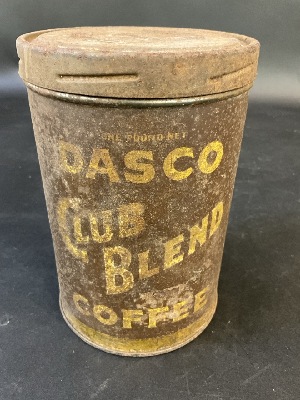 ONE POUND NET
DASCO
CLUB
BLEND
COFFEE